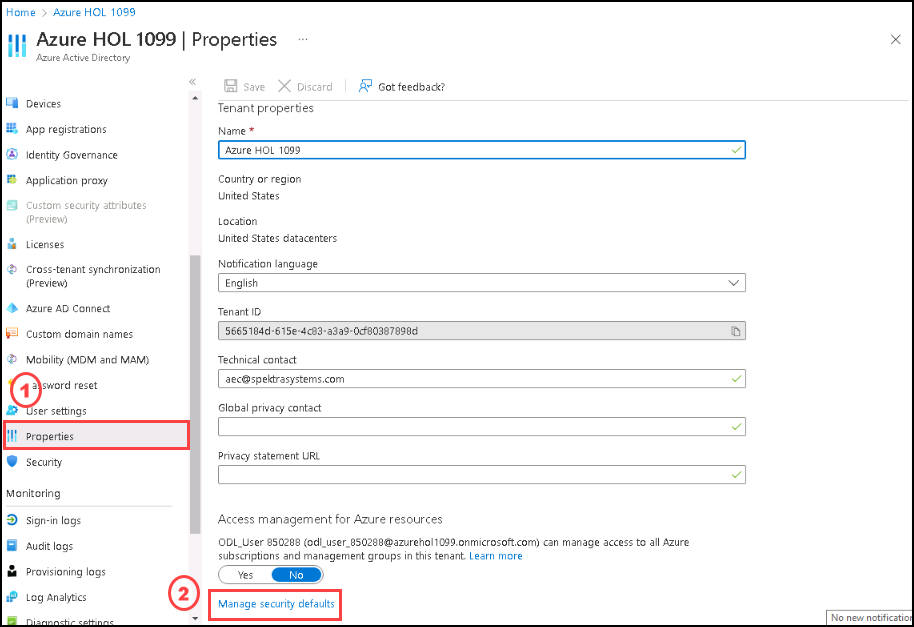 Home > Azure HOL 1099
Azure HOL 1099 | Properties ...
Azure Active Directory
«
Save Discard Got feedback?
Devices
App registrations
Identity Governance
Application proxy
Custom security attributes
(Preview)
Licenses
Cross-tenant synchronization
(Preview)
Azure AD Connect
Custom domain names
Mobility (MDM and MAM)
assword reset
1
User settings
Properties
Security
Monitoring
Sign-in logs
Audit logs
Provisioning logs
Log Analytics
Diagnostic settings
Tenant properties
Name *
Azure HOL 1099
Country or region
United States
Location
United States datacenters
Notification language
English
Tenant ID
5665184d-615e-4c83-a3a9-0cf80387898d
Technical contact
aec@spektrasystems.com
Global privacy contact
Privacy statement URL
Access management for Azure resources
ODL_User 850288 (odl_user_850288@azurehol1099.onmicrosoft.com) can manage access to all Azure
subscriptions and management groups in this tenant. Learn more
Yes No
2
Manage security defaults
No new notification